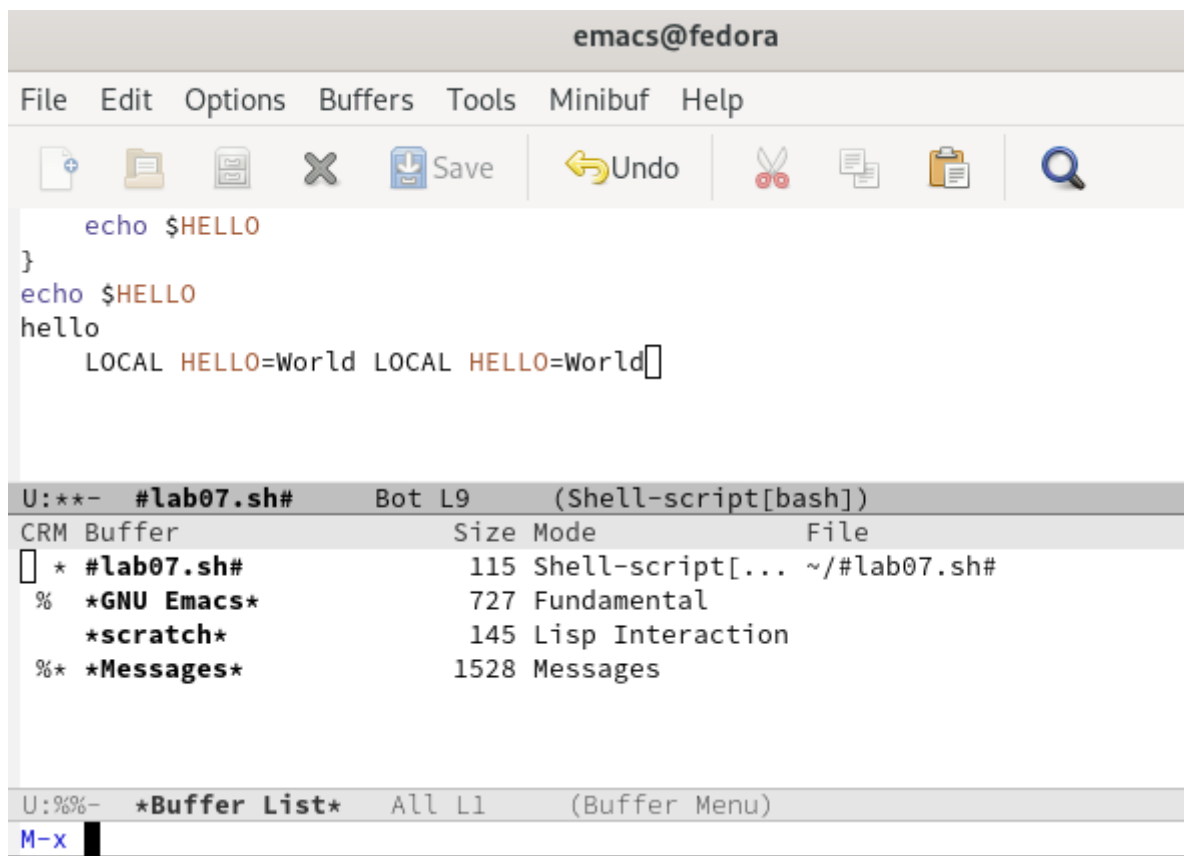 emacs@fedora
File Edit Options Buffers Tools Minibuf Help
Save Undo
    echo $HELLO
}
echo $HELLO
hello
    LOCAL HELLO=World LOCAL HELLO=World
U:**-  #lab07.sh#     Bot L9     (Shell-script[bash])
CRM Buffer                Size Mode             File
  * #lab07.sh#             115 Shell-script[... ~/#lab07.sh#
 %  *GNU Emacs*            727 Fundamental
    *scratch*              145 Lisp Interaction
 %* *Messages*            1528 Messages
U:%%-  *Buffer List*   All L1     (Buffer Menu)
M-x